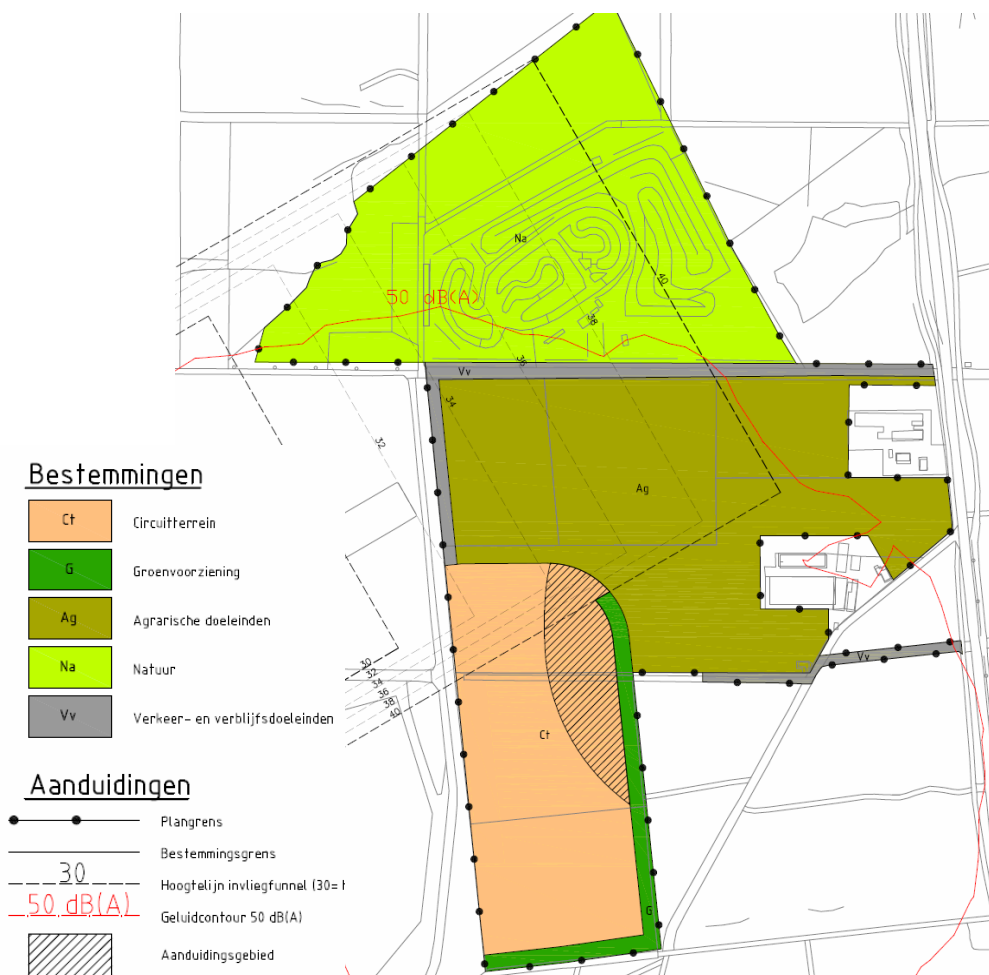 Na
50 dB(A)
40
38
36
Vv
34
32
Ag
Bestemmingen
Ct Circuitterrein
G Groenvoorziening
Ag Agrarische doeleinden
Na Natuur
Vv Verkeer- en verblijfsdoeleinden
30
32
34
36
38
40
Vv
Ct
G
Aanduidingen
Plangrens
Bestemmingsgrens
30 Hoogtelijn invliegfunnel (30=
50 dB(A) Geluidcontour 50 dB(A)
Aanduidingsgebied